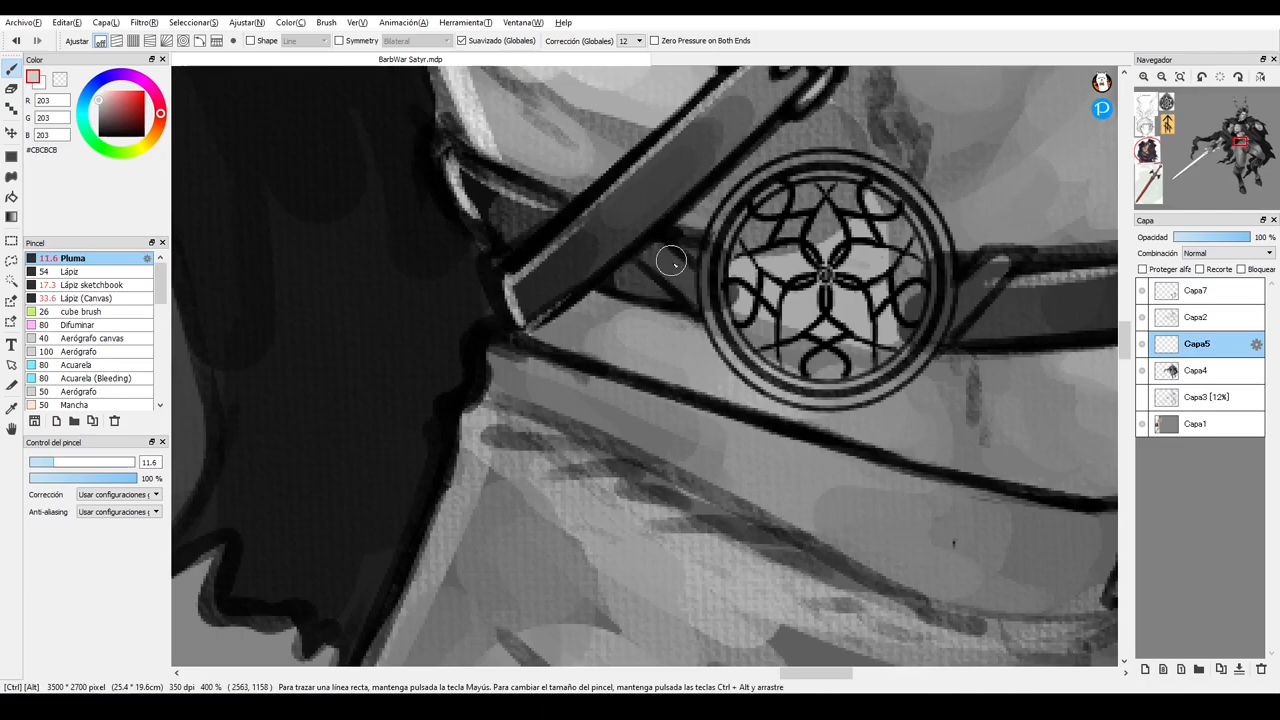 Archivo(F) Editar(E) Capa(L) Filtro(R) Seleccionar(S) Ajustar(N) Color(C) Brush Ver(V) Animación(A) Herramienta(T) Ventana(W) Help
Ajustar off Shape Line Symmetry Bilateral Suavizado (Globales) Corrección (Globales) 12 Zero Pressure on Both Ends
Color
BarbWar Satyr.mdp
Navegador
R 203
G 203
B 203
#CBCBCB
Capa
Opacidad 100 %
Combinación Normal
Proteger alfa Recorte Bloquear
Pincel
11.6 Pluma
54 Lápiz
17.3 Lápiz sketchbook
33.6 Lápiz (Canvas)
26 cube brush
80 Difuminar
40 Aerógrafo canvas
100 Aerógrafo
80 Acuarela
80 Acuarela (Bleeding)
50 Aerógrafo
50 Mancha
Capa7
Capa2
Capa5
Capa4
Capa3 [12%]
Capa1
Control del pincel
11.6
100 %
Corrección Usar configuraciones g
Anti-aliasing Usar configuraciones g
[Ctrl] [Alt] 3500 * 2700 pixel (25.4 * 19.6cm) 350 dpi 400 % ( 2563, 1158 ) Para trazar una línea recta, mantenga pulsada la tecla Mayús. Para cambiar el tamaño del pincel, mantenga pulsadas las teclas Ctrl + Alt y arrastre